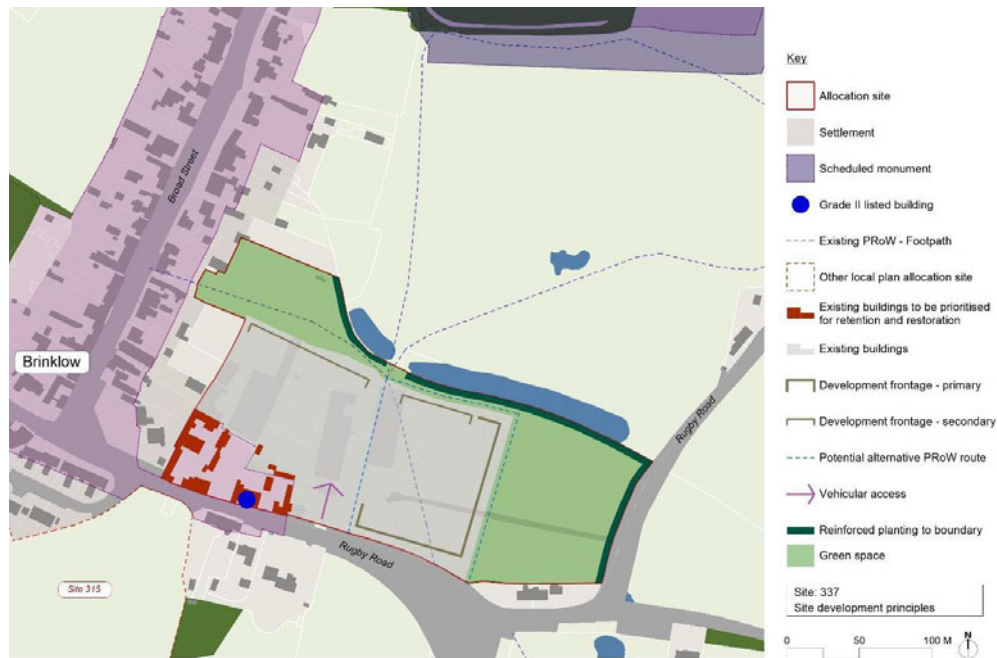 Broad Street
Brinklow
Rugby Road
Rugby Road
Site 315
Key
Allocation site
Settlement
Scheduled monument
Grade II listed building
Existing PRoW - Footpath
Other local plan allocation site
Existing buildings to be prioritised
for retention and restoration
Existing buildings
Development frontage - primary
Development frontage - secondary
Potential alternative PRoW route
Vehicular access
Reinforced planting to boundary
Green space
Site: 337
Site development principles
0 50 100 M
N